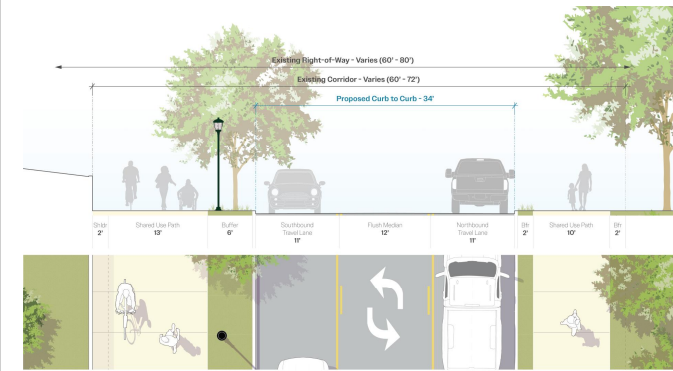 Existing Right-of-Way - Varies (60' - 80')
Existing Corridor - Varies (60' - 72')
Proposed Curb to Curb - 34'
Shldr
2'
Shared Use Path
13'
Buffer
6'
Southbound
Travel Lane
11'
Flush Median
12'
Northbound
Travel Lane
11'
Bfr
2'
Shared Use Path
10'
Bfr
2'